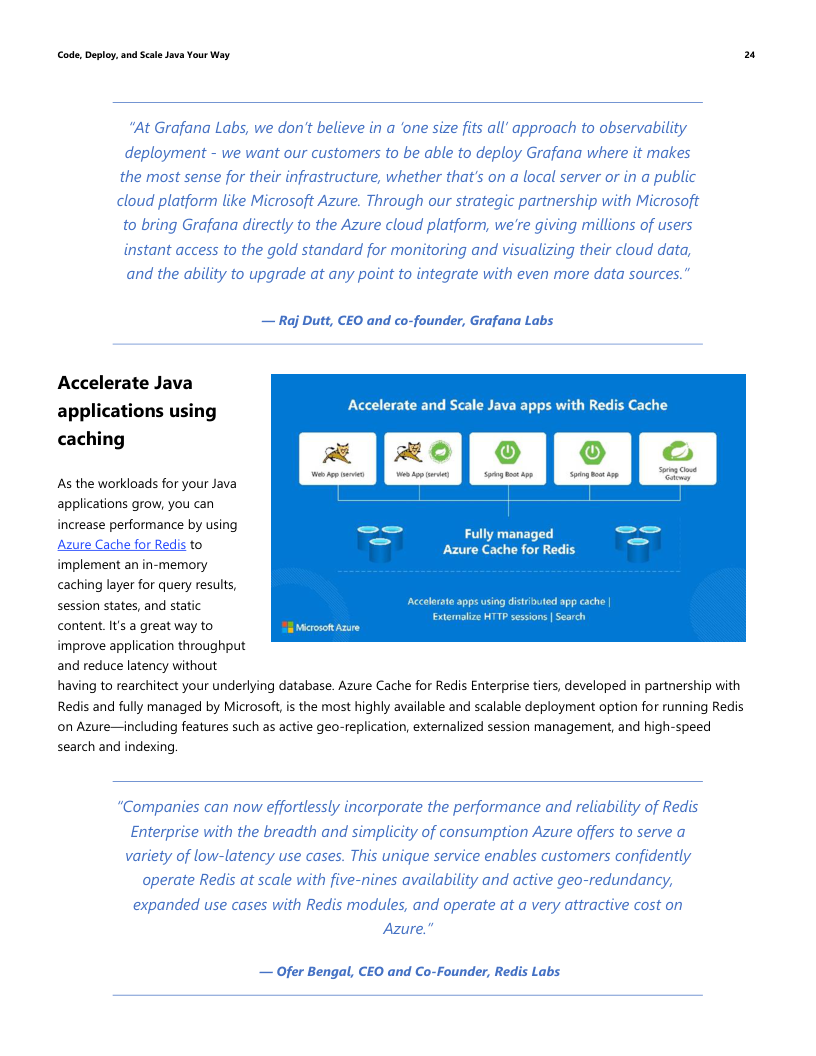 Code, Deploy, and Scale Java Your Way 24
“At Grafana Labs, we don’t believe in a ‘one size fits all’ approach to observability
deployment - we want our customers to be able to deploy Grafana where it makes
the most sense for their infrastructure, whether that’s on a local server or in a public
cloud platform like Microsoft Azure. Through our strategic partnership with Microsoft
to bring Grafana directly to the Azure cloud platform, we’re giving millions of users
instant access to the gold standard for monitoring and visualizing their cloud data,
and the ability to upgrade at any point to integrate with even more data sources.”
— Raj Dutt, CEO and co-founder, Grafana Labs
Accelerate Java
applications using
caching
As the workloads for your Java
applications grow, you can
increase performance by using
Azure Cache for Redis to
implement an in-memory
caching layer for query results,
session states, and static
content. It’s a great way to
improve application throughput
and reduce latency without
Accelerate and Scale Java apps with Redis Cache
Web App (servlet)
Web App (servlet)
Spring Boot App
Spring Boot App
Spring Cloud
Gateway
Fully managed
Azure Cache for Redis
Accelerate apps using distributed app cache |
Externalize HTTP sessions | Search
Microsoft Azure
having to rearchitect your underlying database. Azure Cache for Redis Enterprise tiers, developed in partnership with
Redis and fully managed by Microsoft, is the most highly available and scalable deployment option for running Redis
on Azure—including features such as active geo-replication, externalized session management, and high-speed
search and indexing.
“Companies can now effortlessly incorporate the performance and reliability of Redis
Enterprise with the breadth and simplicity of consumption Azure offers to serve a
variety of low-latency use cases. This unique service enables customers confidently
operate Redis at scale with five-nines availability and active geo-redundancy,
expanded use cases with Redis modules, and operate at a very attractive cost on
Azure.”
— Ofer Bengal, CEO and Co-Founder, Redis Labs